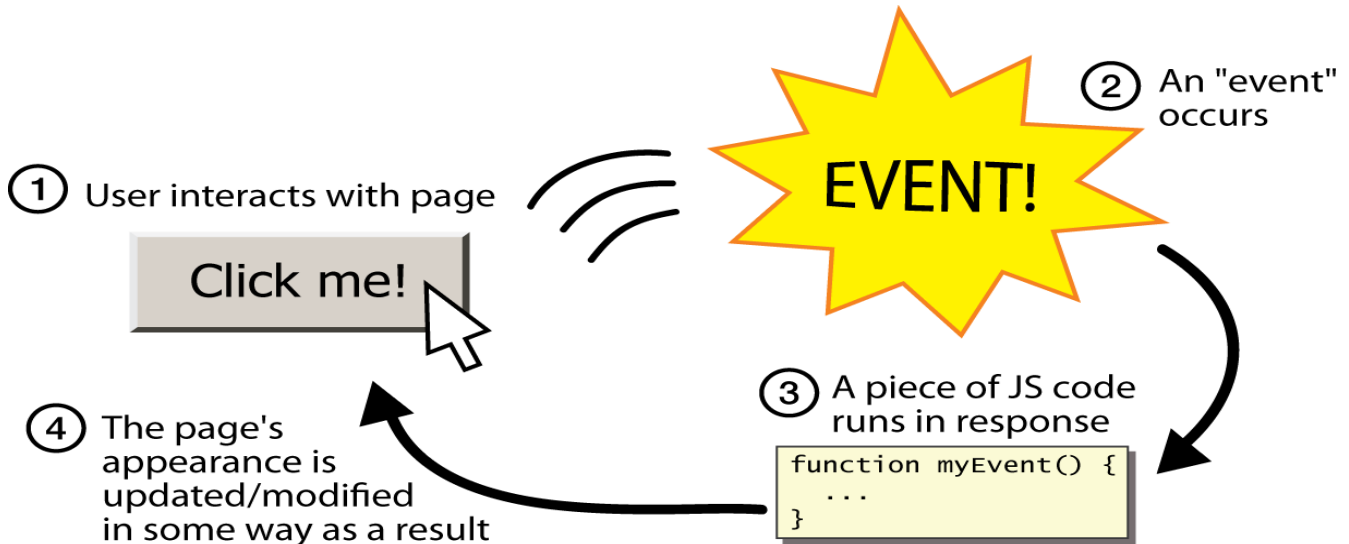 1 User interacts with page
Click me!
EVENT!
2 An "event"
occurs
3 A piece of JS code
runs in response
function myEvent() {
...
}
4 The page's
appearance is
updated/modified
in some way as a result